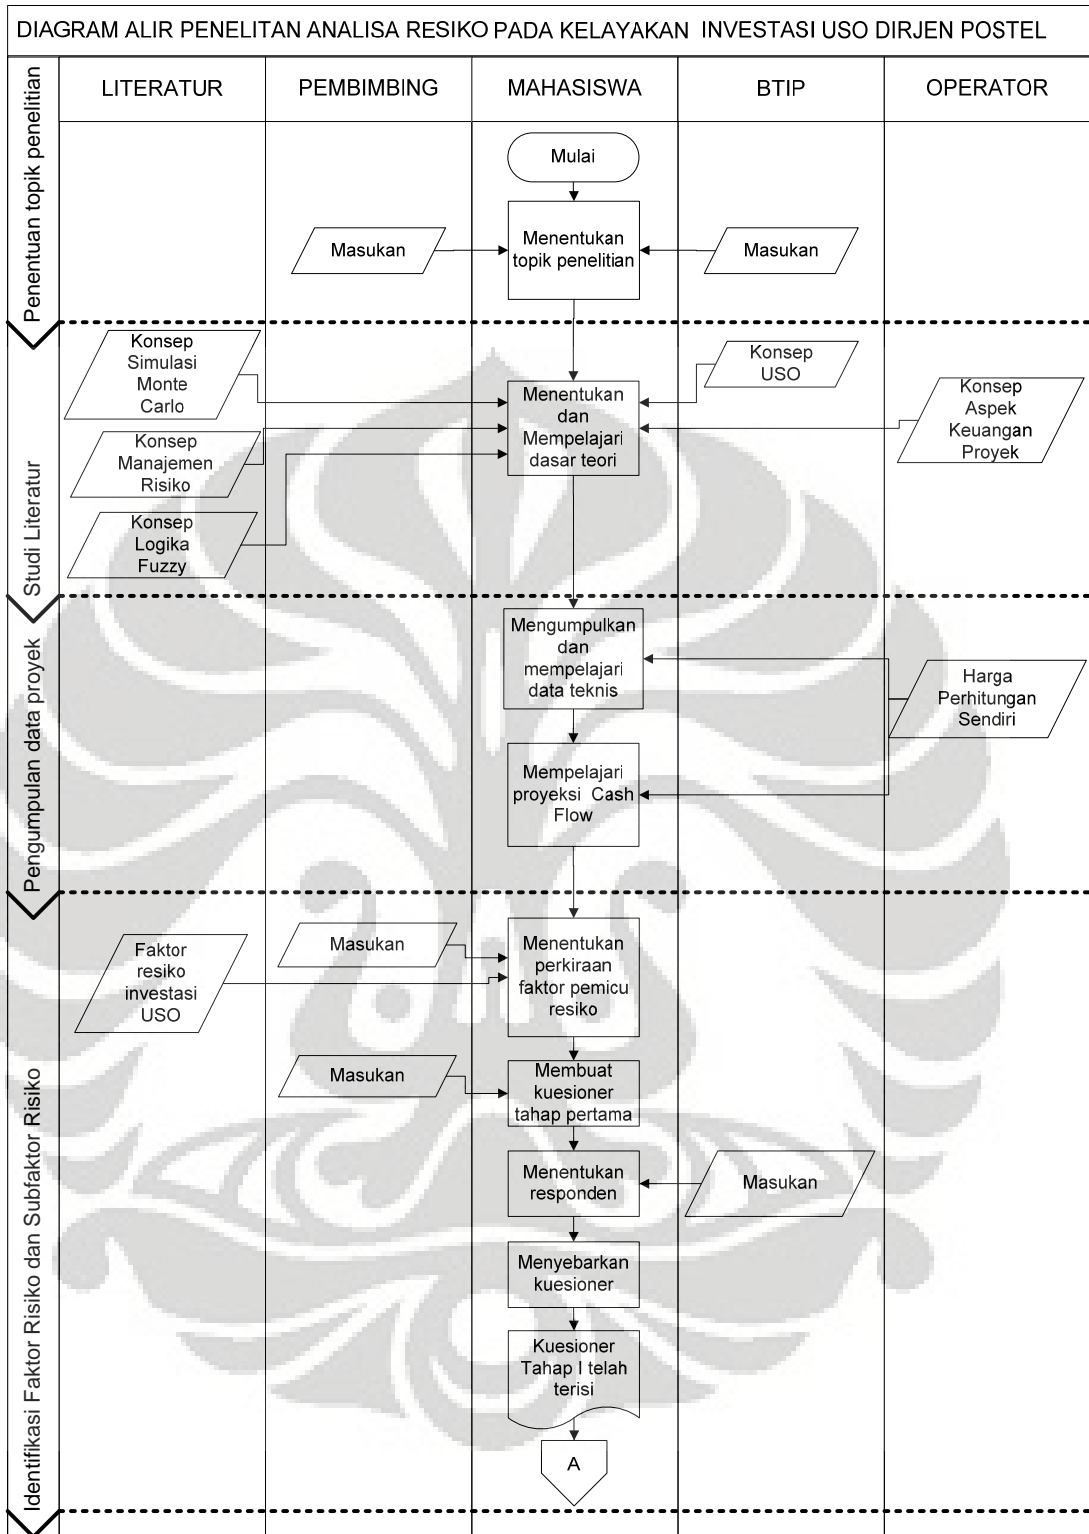 DIAGRAM ALIR PENELITAN ANALISA RESIKO PADA KELAYAKAN INVESTASI USO DIRJEN POSTEL
LITERATUR
PEMBIMBING
MAHASISWA
BTIP
OPERATOR
Penentuan topik penelitian
Mulai
Masukan
Menentukan
topik penelitian
Masukan
Studi Literatur
Konsep
Simulasi
Monte
Carlo
Konsep
Manajemen
Risiko
Konsep
Logika
Fuzzy
Menentukan
dan
Mempelajari
dasar teori
Konsep
USO
Konsep
Aspek
Keuangan
Proyek
Pengumpulan data proyek
Mengumpulkan
dan
mempelajari
data teknis
Harga
Perhitungan
Sendiri
Mempelajari
proyeksi Cash
Flow
Identifikasi Faktor Risiko dan Subfaktor Risiko
Faktor
resiko
investasi
USO
Masukan
Menentukan
perkiraan
faktor pemicu
resiko
Masukan
Membuat
kuesioner
tahap pertama
Menentukan
responden
Masukan
Menyebarkan
kuesioner
Kuesioner
Tahap I telah
terisi
A